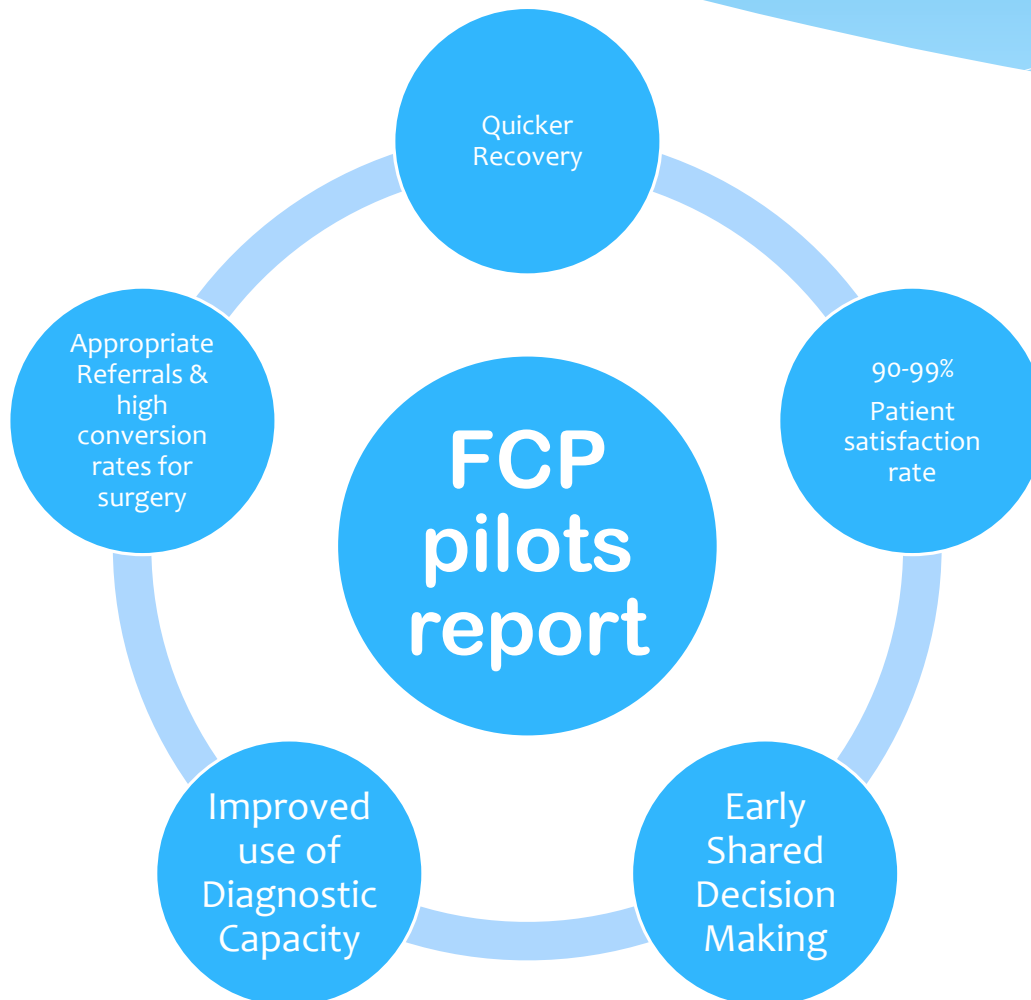 Quicker
Recovery
90-99%
Patient
satisfaction
rate
Early
Shared
Decision
Making
Improved
use of
Diagnostic
Capacity
Appropriate
Referrals &
high
conversion
rates for
surgery
FCP
pilots
report